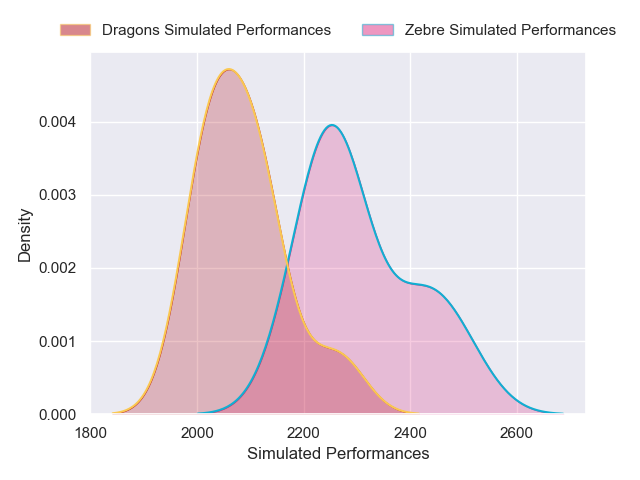 Dragons Simulated Performances Zebre Simulated Performances
0.004
0.003
0.002
0.001
0.000
Density
1800 2000 2200 2400 2600
Simulated Performances